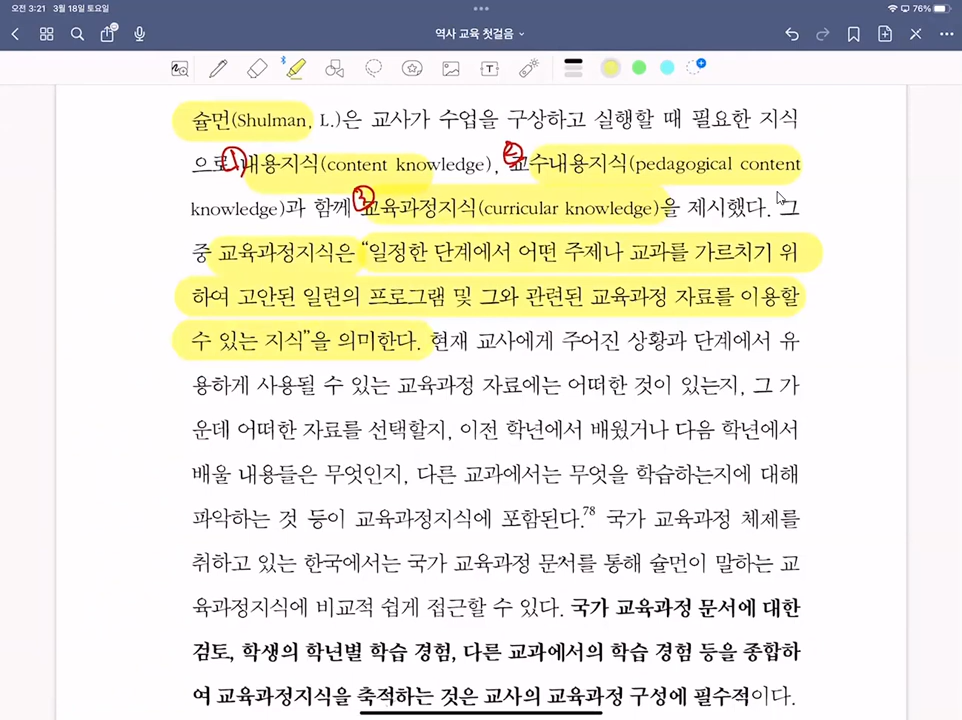 오전 3:21 3월 18일 토요일
76%
역사 교육 첫걸음
슐먼(Shulman, L.)은 교사가 수업을 구상하고 실행할 때 필요한 지식
으로 ① 내용지식(content knowledge), ② 교수내용지식(pedagogical content
knowledge)과 함께 ③ 교육과정지식(curricular knowledge)을 제시했다. 그
중 교육과정지식은 “일정한 단계에서 어떤 주제나 교과를 가르치기 위
하여 고안된 일련의 프로그램 및 그와 관련된 교육과정 자료를 이용할
수 있는 지식”을 의미한다. 현재 교사에게 주어진 상황과 단계에서 유
용하게 사용될 수 있는 교육과정 자료에는 어떠한 것이 있는지, 그 가
운데 어떠한 자료를 선택할지, 이전 학년에서 배웠거나 다음 학년에서
배울 내용들은 무엇인지, 다른 교과에서는 무엇을 학습하는지에 대해
파악하는 것 등이 교육과정지식에 포함된다.78 국가 교육과정 체제를
취하고 있는 한국에서는 국가 교육과정 문서를 통해 슐먼이 말하는 교
육과정지식에 비교적 쉽게 접근할 수 있다. 국가 교육과정 문서에 대한
검토, 학생의 학년별 학습 경험, 다른 교과에서의 학습 경험 등을 종합하
여 교육과정지식을 축적하는 것은 교사의 교육과정 구성에 필수적이다.